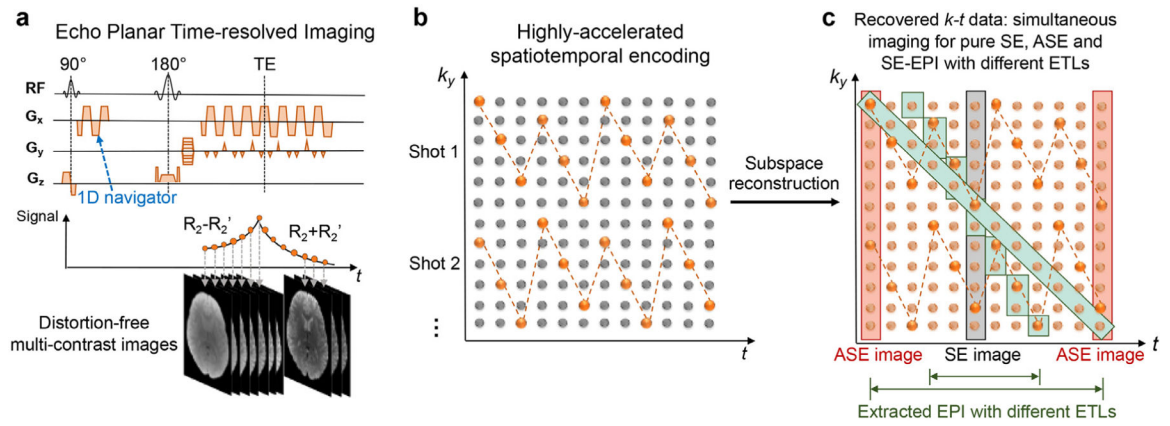 a
Echo Planar Time-resolved Imaging
90°
180°
TE
RF
Gx
Gy
Gz
1D navigator
Signal
R2-R2’
R2+R2’
t
Distortion-free
multi-contrast images
b
Highly-accelerated
spatiotemporal encoding
ky
Shot 1
Shot 2
⋮
t
Subspace
reconstruction
c
Recovered k-t data: simultaneous
imaging for pure SE, ASE and
SE-EPI with different ETLs
ky
t
ASE image
SE image
ASE image
Extracted EPI with different ETLs